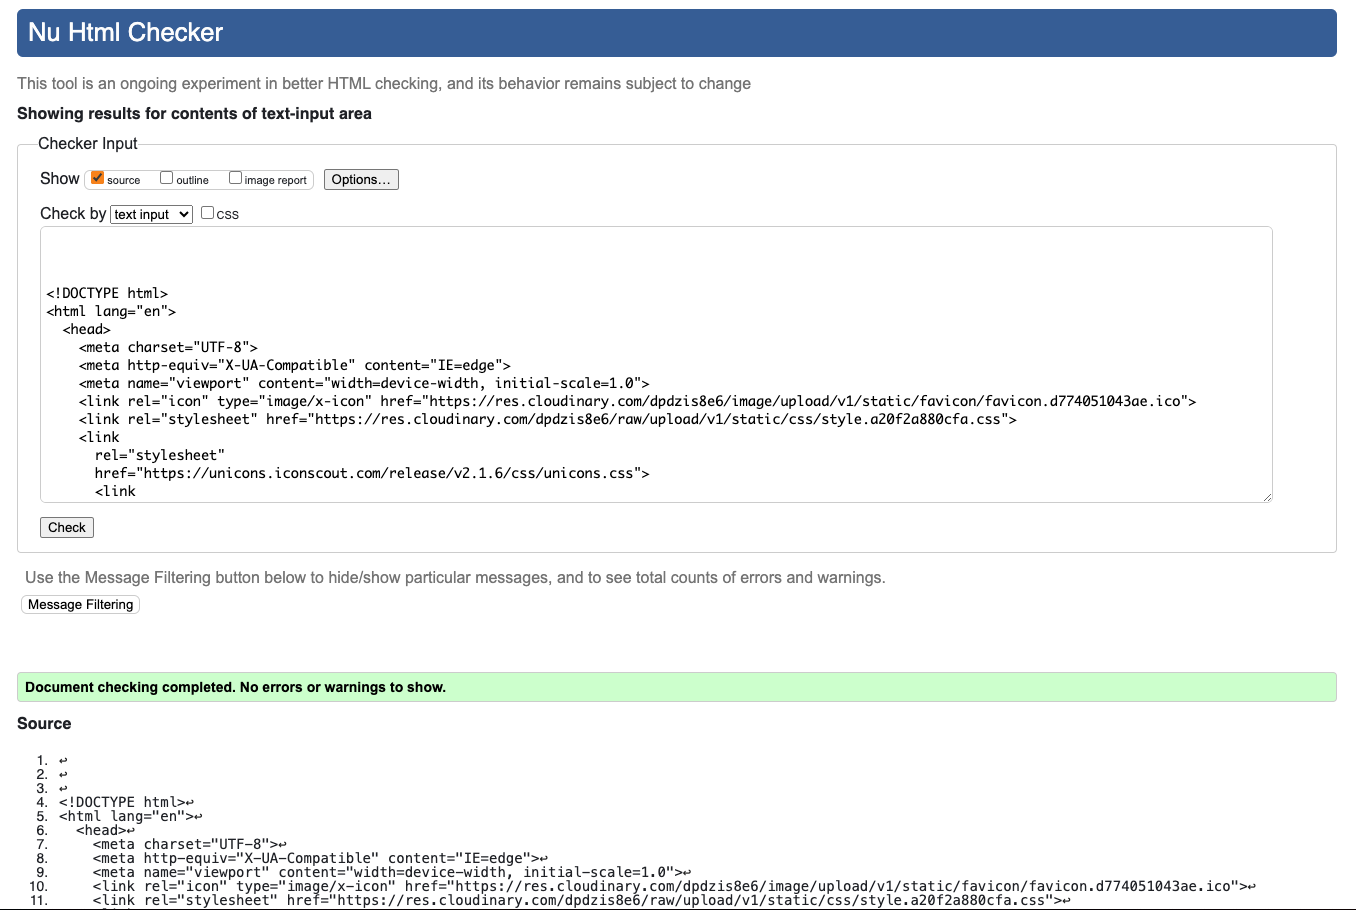 Nu Html Checker
This tool is an ongoing experiment in better HTML checking, and its behavior remains subject to change
Showing results for contents of text-input area
Checker Input
Show source outline image report Options...
Check by text input CSS
<!DOCTYPE html>
<html lang="en">
<head>
<meta charset="UTF-8">
<meta http-equiv="X-UA-Compatible" content="IE=edge">
<meta name="viewport" content="width=device-width, initial-scale=1.0">
<link rel="icon" type="image/x-icon" href="https://res.cloudinary.com/dpdzis8e6/image/upload/v1/static/favicon/favicon.d774051043ae.ico">
<link rel="stylesheet" href="https://res.cloudinary.com/dpdzis8e6/raw/upload/v1/static/css/style.a20f2a880cfa.css">
<link
rel="stylesheet"
href="https://unicons.iconscout.com/release/v2.1.6/css/unicons.css">
<link
Check
Use the Message Filtering button below to hide/show particular messages, and to see total counts of errors and warnings.
Message Filtering
Document checking completed. No errors or warnings to show.
Source
1. ↩
2. ↩
3. ↩
4. <!DOCTYPE html>↩
5. <html lang="en">↩
6. <head>↩
7. <meta charset="UTF-8">↩
8. <meta http-equiv="X-UA-Compatible" content="IE=edge">↩
9. <meta name="viewport" content="width=device-width, initial-scale=1.0">↩
10. <link rel="icon" type="image/x-icon" href="https://res.cloudinary.com/dpdzis8e6/image/upload/v1/static/favicon/favicon.d774051043ae.ico">↩
11. <link rel="stylesheet" href="https://res.cloudinary.com/dpdzis8e6/raw/upload/v1/static/css/style.a20f2a880cfa.css">↩